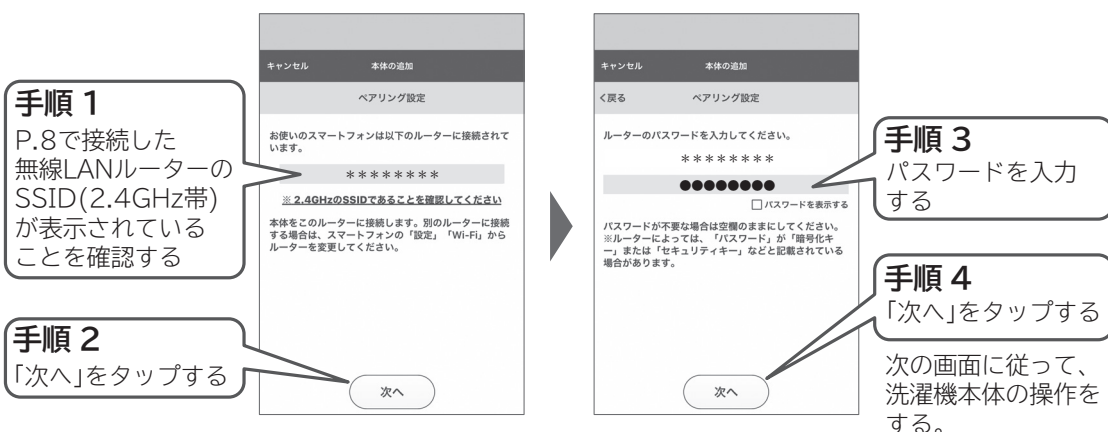 手順 1
P.8で接続した
無線LANルーターの
SSID(2.4GHz帯)
が表示されている
ことを確認する
手順 2
「次へ」をタップする
キャンセル 本体の追加
ペアリング設定
お使いのスマートフォンは以下のルーターに接続されて
います。
********
※ 2.4GHzのSSIDであることを確認してください
本体をこのルーターに接続します。別のルーターに接続
する場合は、スマートフォンの「設定」「Wi-Fi」から
ルーターを変更してください。
次へ
キャンセル 本体の追加
く戻る ペアリング設定
ルーターのパスワードを入力してください。
********
●●●●●●●●
パスワードを表示する
パスワードが不要な場合は空欄のままにしてください。
※ルーターによっては、「パスワード」が「暗号化キ
ー」または「セキュリティキー」などと記載されている
場合があります。
次へ
手順 3
パスワードを入力
する
手順 4
「次へ」をタップする
次の画面に従って、
洗濯機本体の操作を
する。